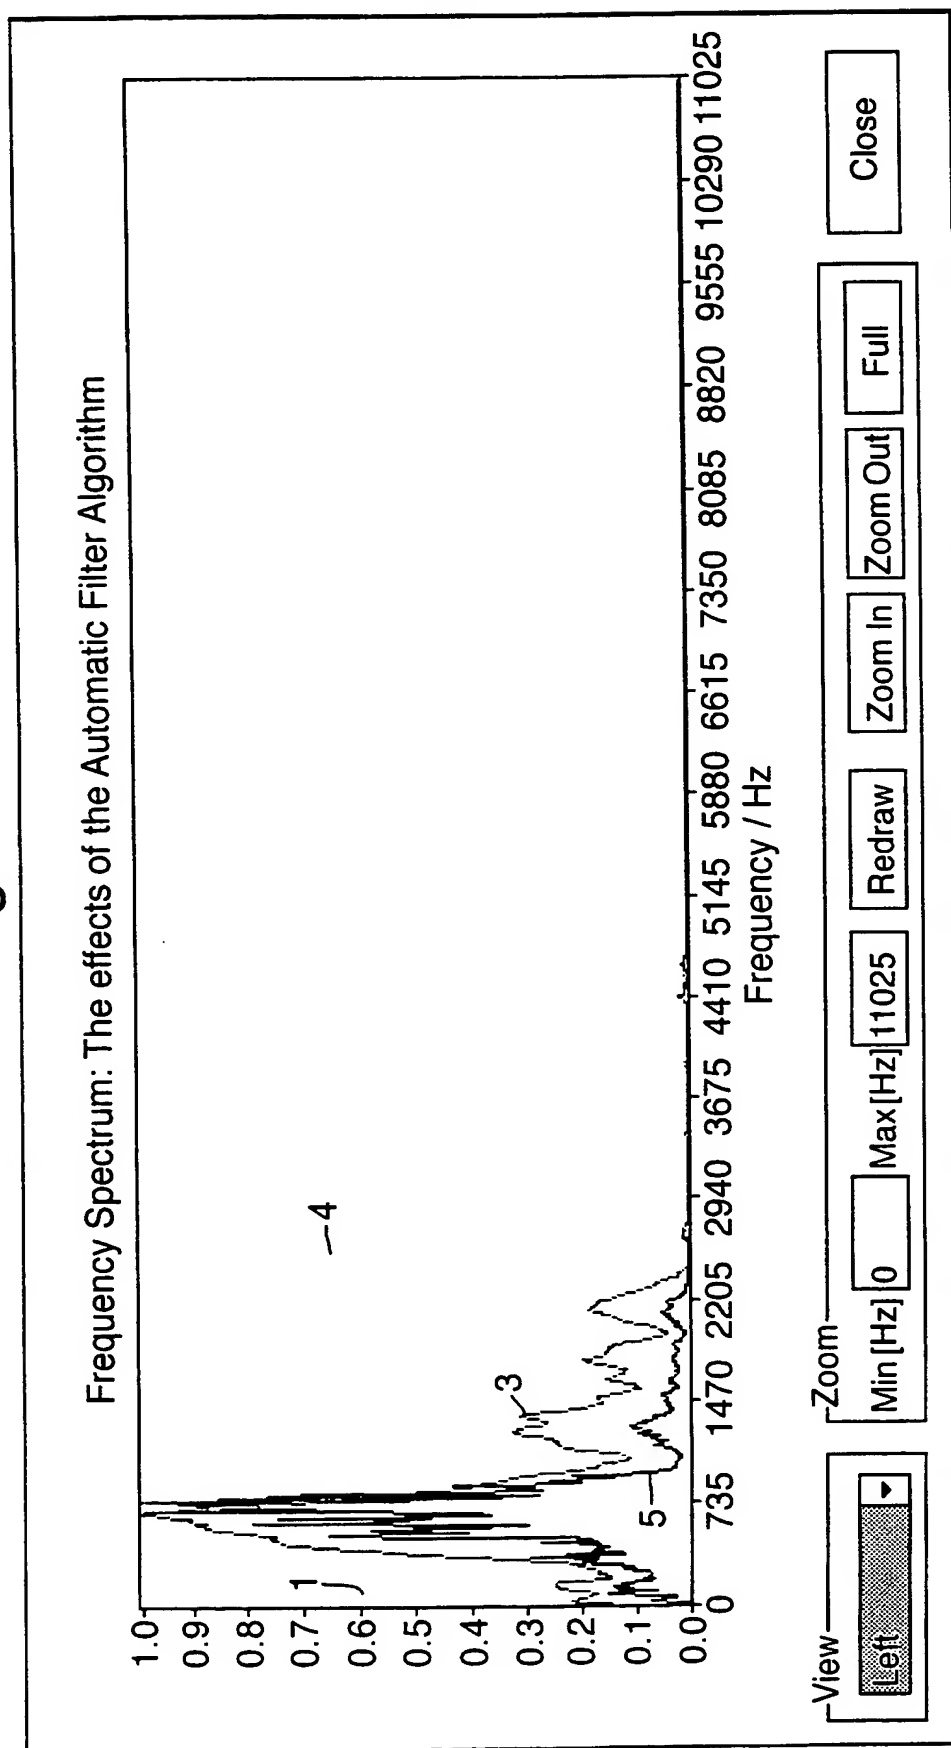 Frequency Spectrum: The effects of the Automatic Filter Algorithm
1.0
0.9
0.8
0.7
0.6
0.5
0.4
0.3
0.2
0.1
0.0
1
3
4
5
0 735 1470 2205 2940 3675 4410 5145 5880 6615 7350 8085 8820 9555 10290 11025
Frequency / Hz
View
Left
Zoom
Min [Hz] 0 Max [Hz] 11025 Redraw Zoom In Zoom Out Full
Close